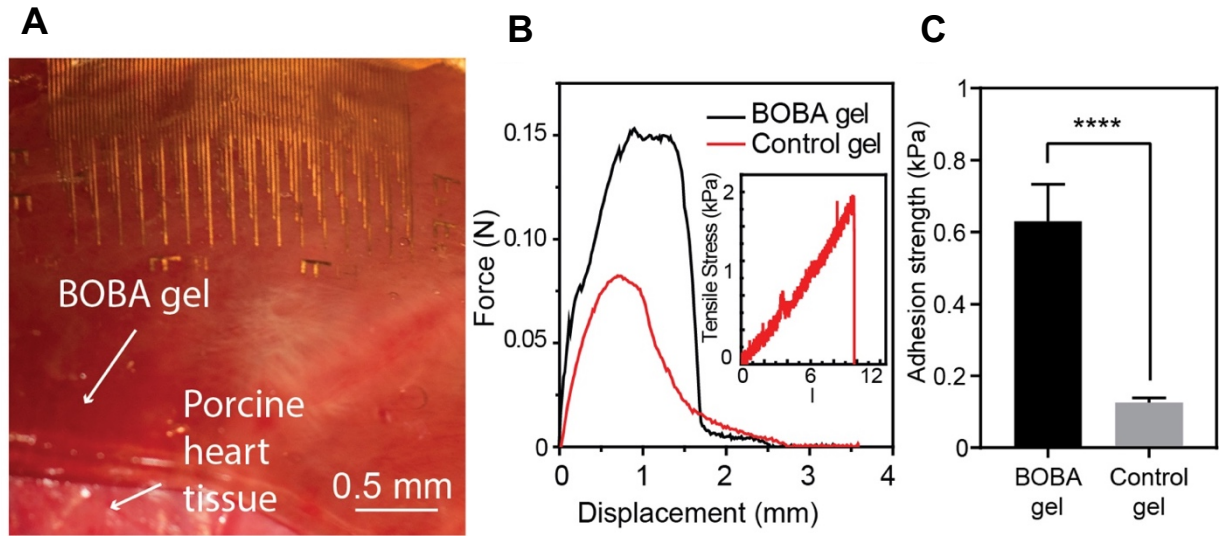 A
BOBA gel
Porcine
heart
tissue
0.5 mm
B
Force (N)
0.15
0.10
0.05
0
0
1
2
3
4
Displacement (mm)
BOBA gel
Control gel
Tensile Stress (kPa)
2
1
0
0
6
12
l
C
Adhesion strength (kPa)
1
0.8
0.6
0.4
0.2
0
****
BOBA
gel
Control
gel